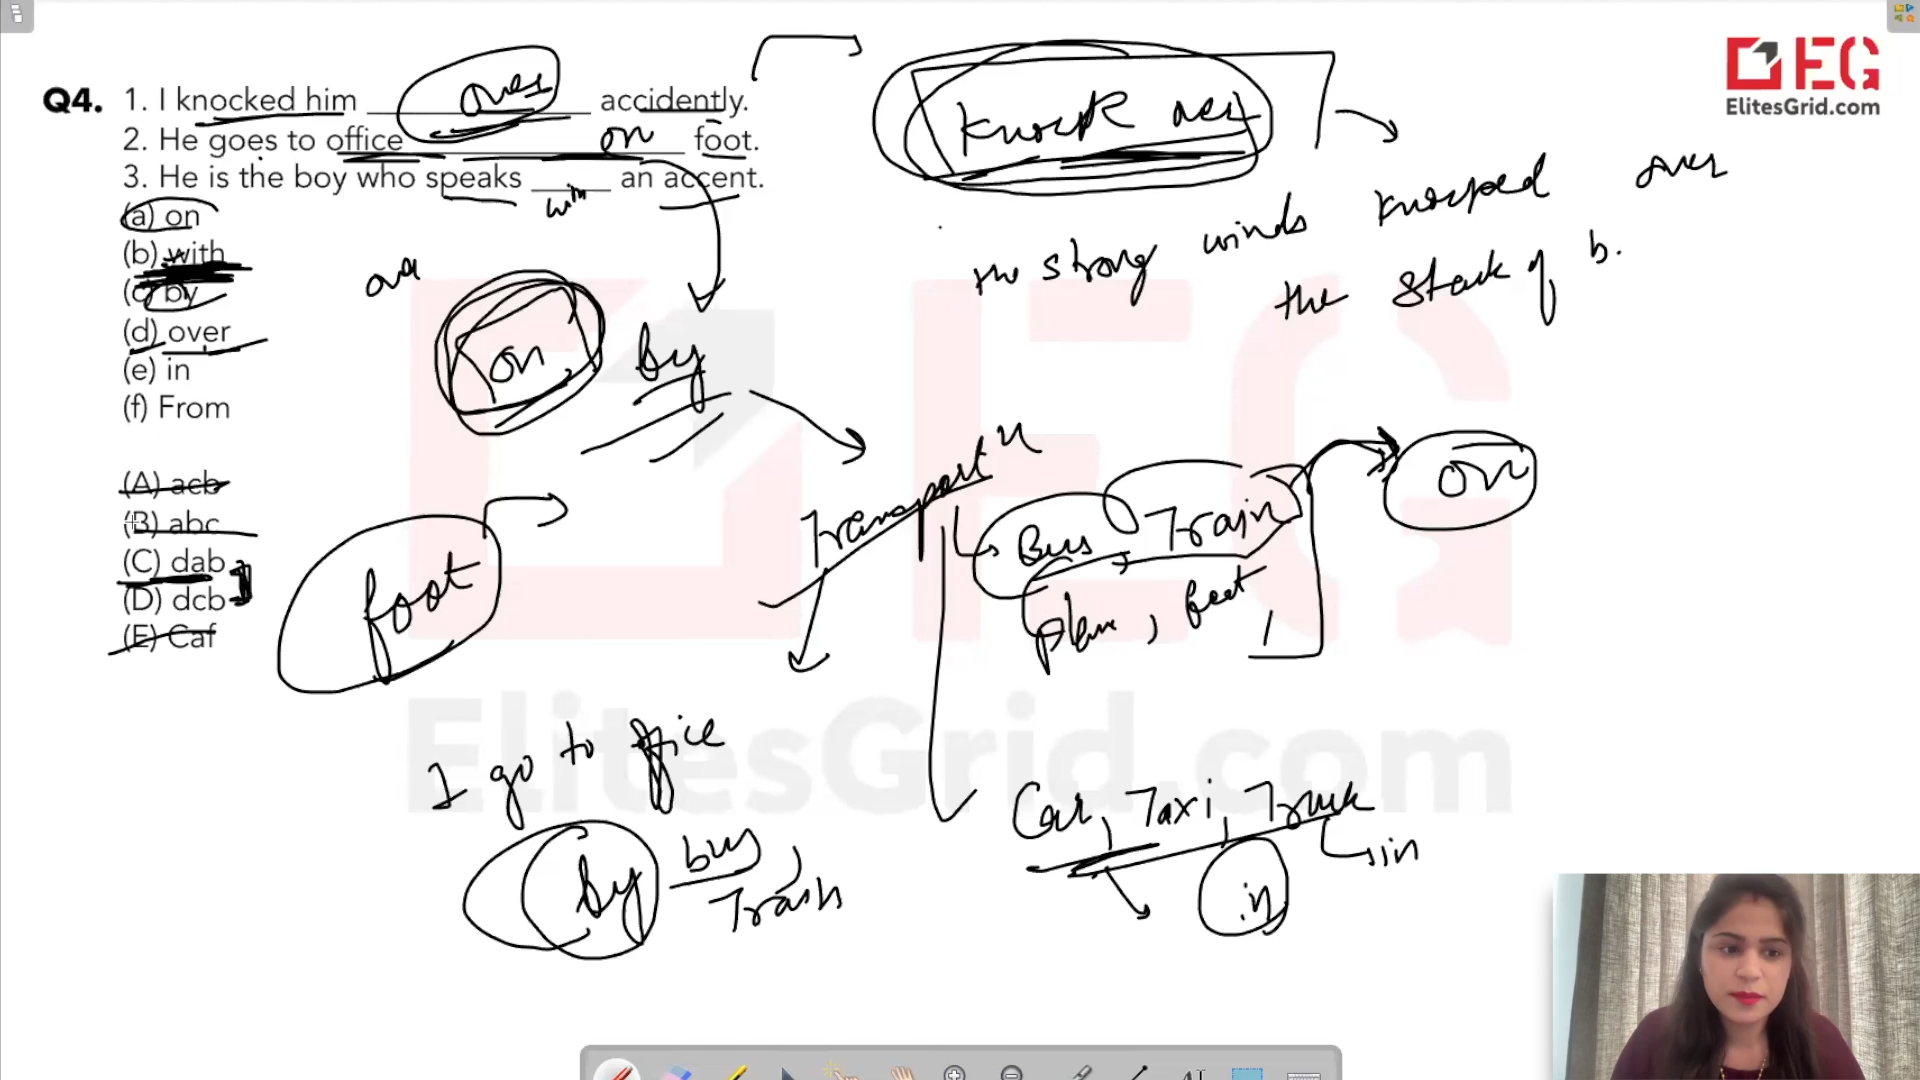 EG
ElitesGrid.com
Q4. 1. I knocked him over accidently.
2. He goes to office on foot.
3. He is the boy who speaks with an accent.
(a) on
(b) with
(c) by
(d) over
(e) in
(f) From
(A) acb
(B) abc
(C) dab
(D) dcb
(E) Caf
knock over
the strong winds knocked over
the stack of b.
on by
foot
Transport
Bus Train
on
I go to office
by bus,
Train
Car, Taxi, Truck
in
in
ElitesGrid.com